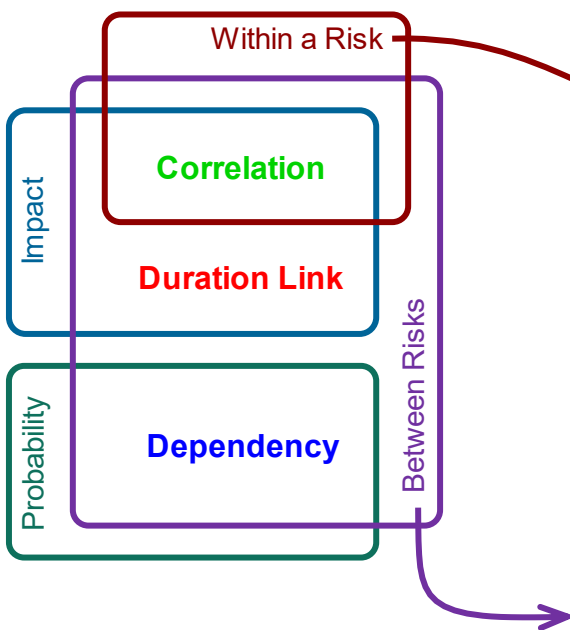 Within a Risk
Correlation
Impact
Duration Link
Between Risks
Dependency
Probability